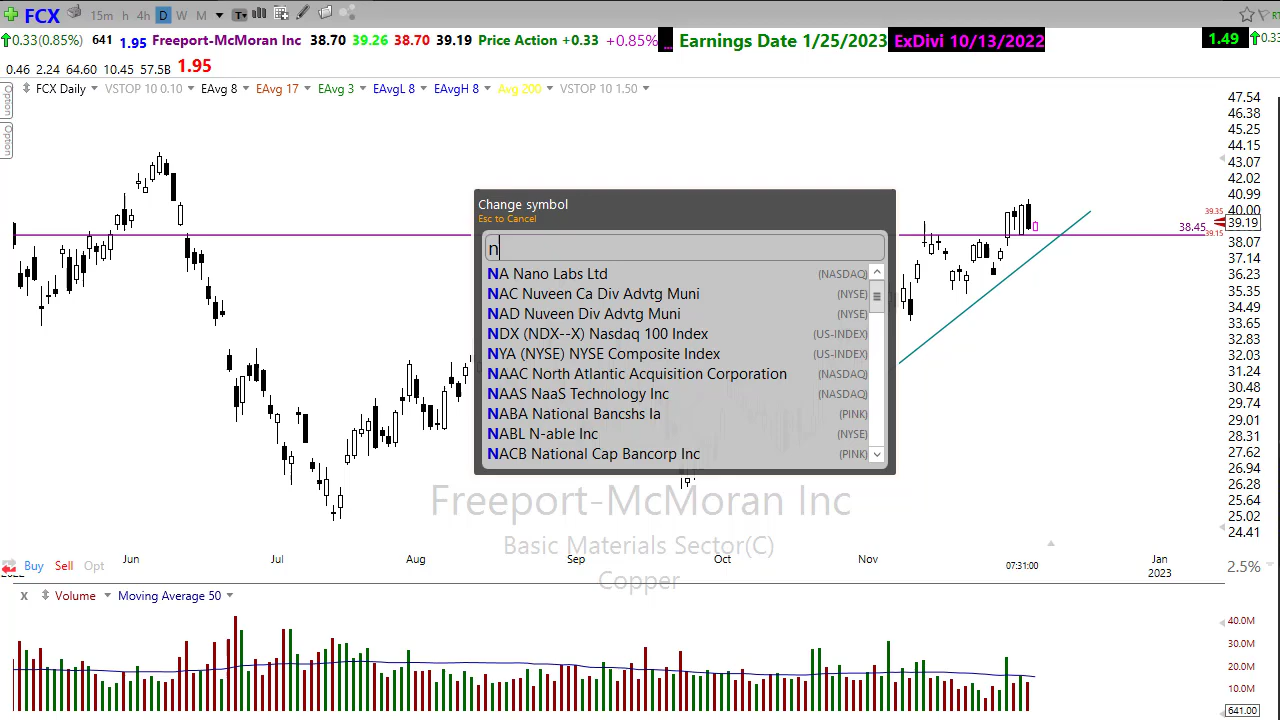 FCX 15m h 4h D W M T
0.33(0.85%) 641 1.95 Freeport-McMoran Inc 38.70 39.26 38.70 39.19 Price Action +0.33 +0.85% ... Earnings Date 1/25/2023 ExDivi 10/13/2022 1.49 0.33
0.46 2.24 64.60 10.45 57.5B 1.95
Option
Option
FCX Daily VSTOP 10 0.10 EAvg 8 EAvg 17 EAvg 3 EAvgL 8 EAvgH 8 Avg 200 VSTOP 10 1.50
Change symbol
Esc to Cancel
n
NA Nano Labs Ltd (NASDAQ)
NAC Nuveen Ca Div Advtg Muni (NYSE)
NAD Nuveen Div Advtg Muni (NYSE)
NDX (NDX--X) Nasdaq 100 Index (US-INDEX)
NYA (NYSE) NYSE Composite Index (US-INDEX)
NAAC North Atlantic Acquisition Corporation (NASDAQ)
NAAS NaaS Technology Inc (NASDAQ)
NABA National Bancshs Ia (PINK)
NABL N-able Inc (NYSE)
NACB National Cap Bancorp Inc (PINK)
47.54
46.38
45.25
44.15
43.07
42.02
40.99
39.35
40.00
38.45
39.19
39.15
38.07
37.14
36.23
35.35
34.49
33.65
32.83
32.03
31.24
30.48
29.74
29.01
28.31
27.62
26.94
26.28
25.64
25.02
24.41
Freeport-McMoran Inc
Basic Materials Sector(C)
Copper
Buy Sell Opt
Jun Jul Aug Sep Oct Nov Jan
2023
07:31:00
2.5%
x Volume Moving Average 50
40.0M
30.0M
20.0M
10.0M
641.00